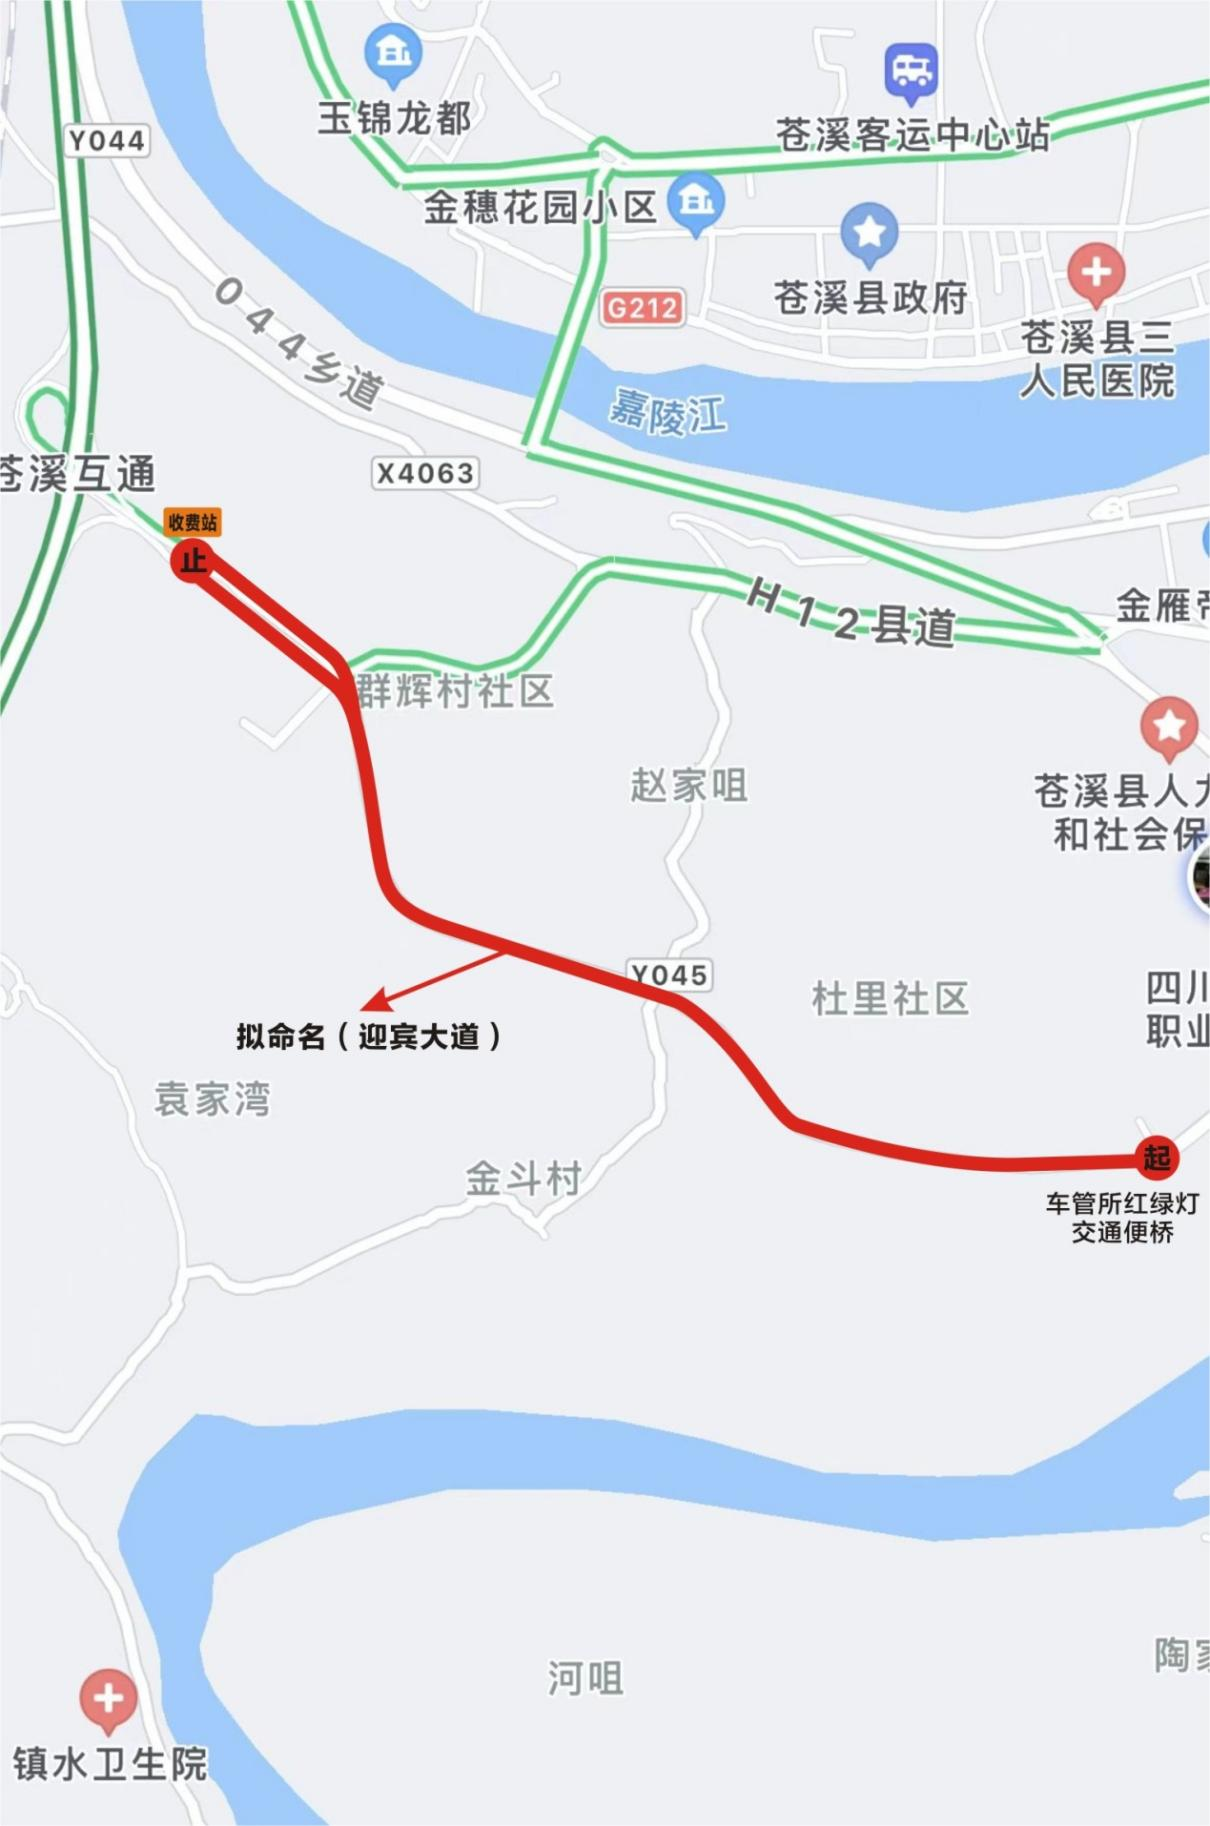 玉锦龙都
苍溪客运中心站
Y044
金穗花园小区
苍溪县政府
044乡道
G212
苍溪县三
人民医院
嘉陵江
X4063
苍溪互通
收费站
止
H12县道
金雁
群辉村社区
苍溪县人力
和社会保
赵家咀
Y045
杜里社区
四川
职业
拟命名(迎宾大道)
袁家湾
金斗村
起
车管所红绿灯
交通便桥
河咀
陶家
镇水卫生院